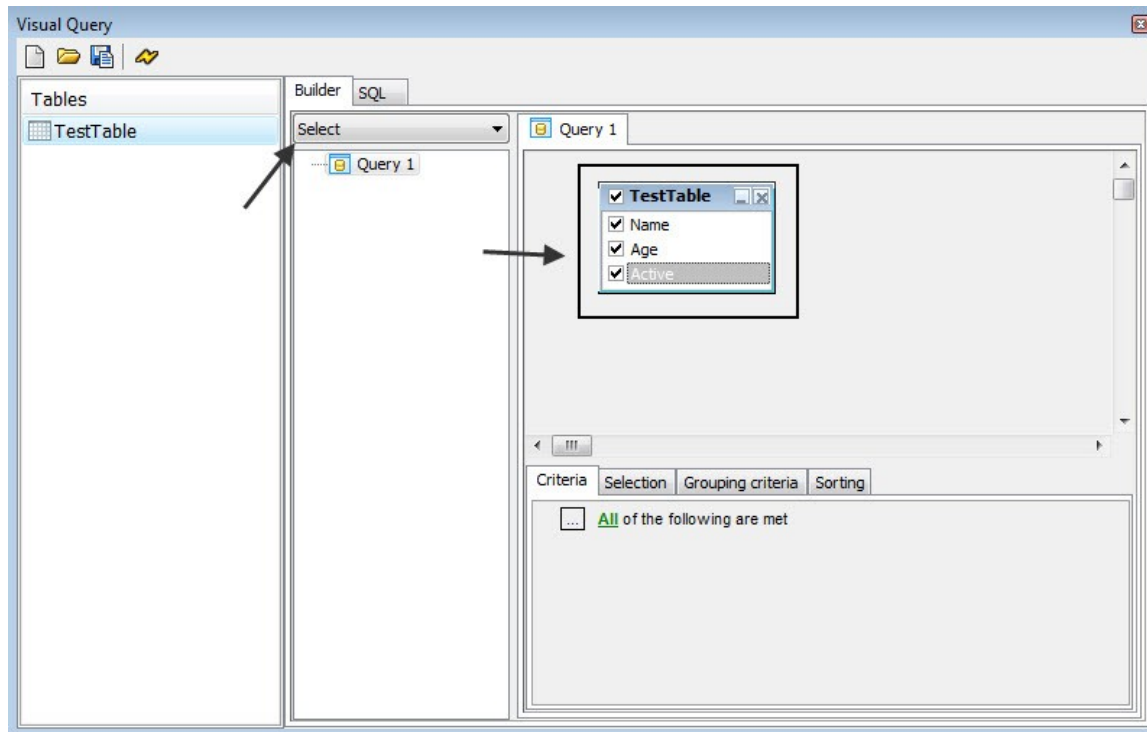 Visual Query
Tables
TestTable
Builder SQL
Select
Query 1
Query 1
TestTable
Name
Age
Active
Criteria Selection Grouping criteria Sorting
... All of the following are met